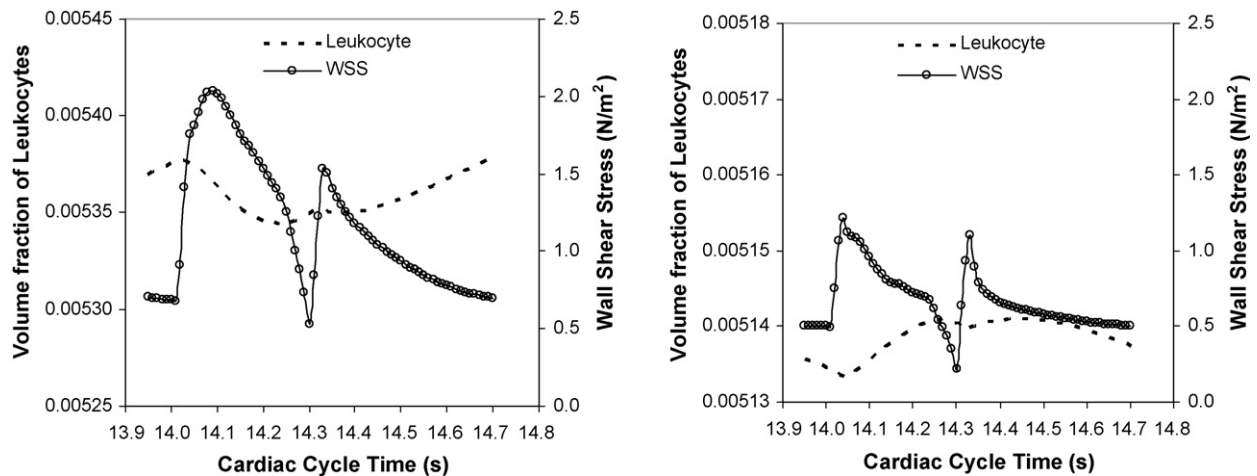 0.00545
0.00540
0.00535
0.00530
0.00525
Volume fraction of Leukocytes
Leukocyte
WSS
2.5
2.0
1.5
1.0
0.5
0.0
Wall Shear Stress (N/m²)
13.9 14.0 14.1 14.2 14.3 14.4 14.5 14.6 14.7 14.8
Cardiac Cycle Time (s)
0.00518
0.00517
0.00516
0.00515
0.00514
0.00513
Volume fraction of Leukocytes
Leukocyte
WSS
2.5
2.0
1.5
1.0
0.5
0.0
Wall Shear Stress (N/m²)
13.9 14.0 14.1 14.2 14.3 14.4 14.5 14.6 14.7 14.8
Cardiac Cycle Time (s)